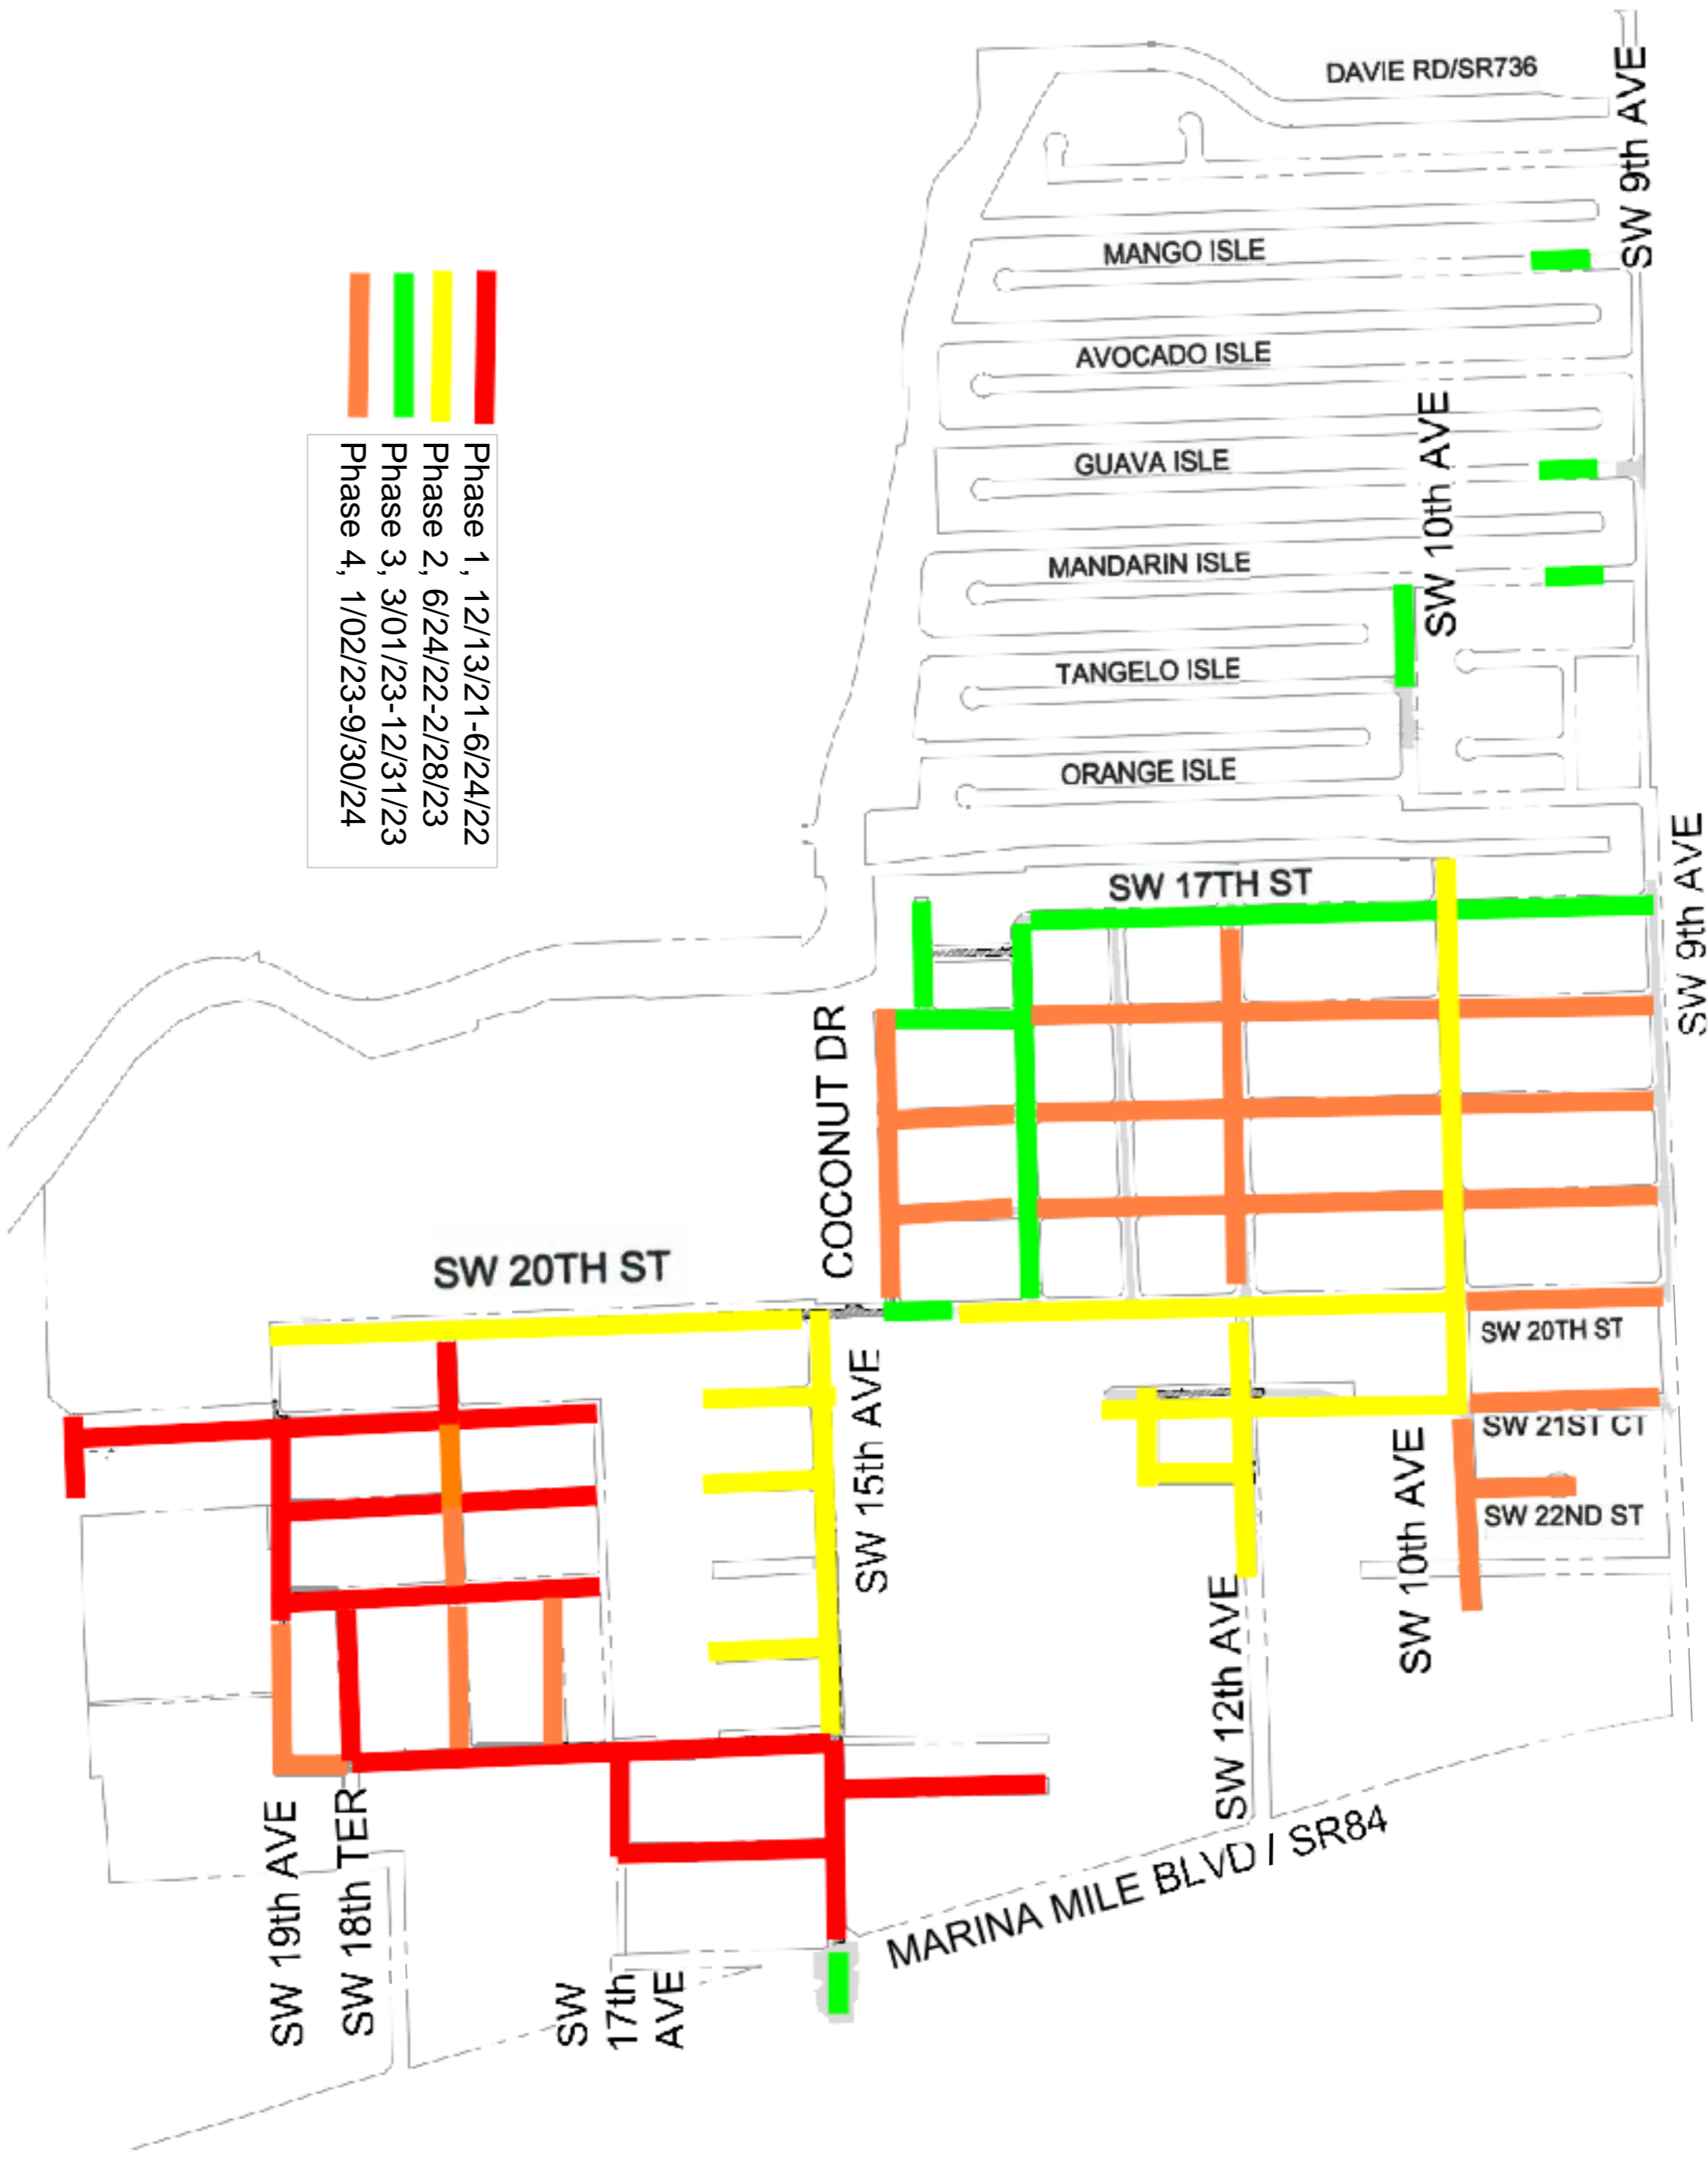 DAVIE RD/SR736
SW 9th AVE
MANGO ISLE
AVOCADO ISLE
GUAVA ISLE
SW 10th AVE
MANDARIN ISLE
TANGELO ISLE
ORANGE ISLE
Phase 1, 12/13/21-6/24/22
Phase 2, 6/24/22-2/28/23
Phase 3, 3/01/23-12/31/23
Phase 4, 1/02/23-9/30/24
SW 17TH ST
SW 9th AVE
COCONUT DR
SW 20TH ST
SW 20TH ST
SW 15th AVE
SW 21ST CT
SW 10th AVE
SW 22ND ST
SW 12th AVE
SW 19th AVE
SW 18th TER
SW
17th
AVE
MARINA MILE BLVD / SR84